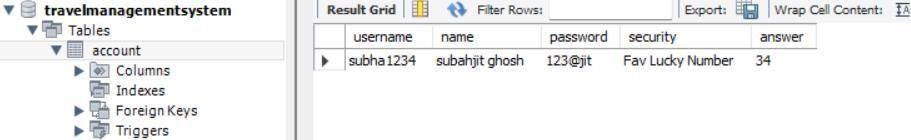 travelmanagementsystem
Tables
account
Columns
Indexes
Foreign Keys
Triggers
Result Grid Filter Rows: Export: Wrap Cell Content:
username name password security answer
subha1234 subahjit ghosh 123@jit Fav Lucky Number 34